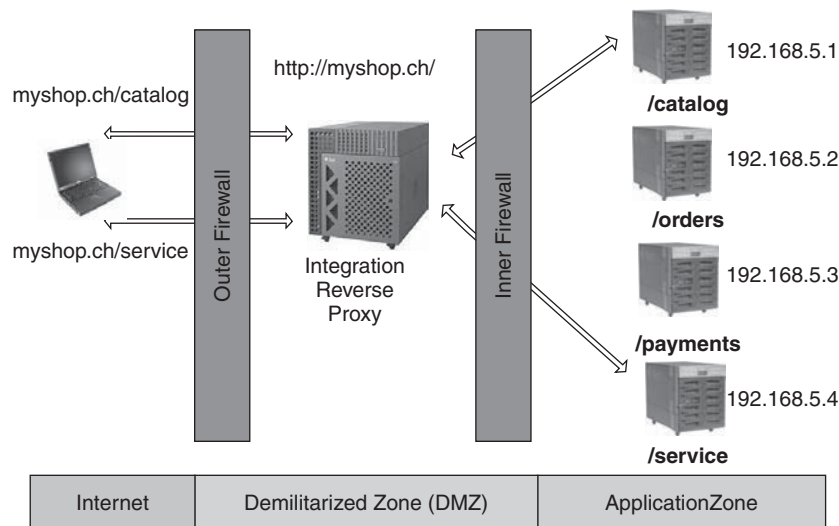 http://myshop.ch/
myshop.ch/catalog
myshop.ch/service
Outer Firewall
Integration
Reverse
Proxy
Inner Firewall
192.168.5.1
/catalog
192.168.5.2
/orders
192.168.5.3
/payments
192.168.5.4
/service
Internet
Demilitarized Zone (DMZ)
ApplicationZone